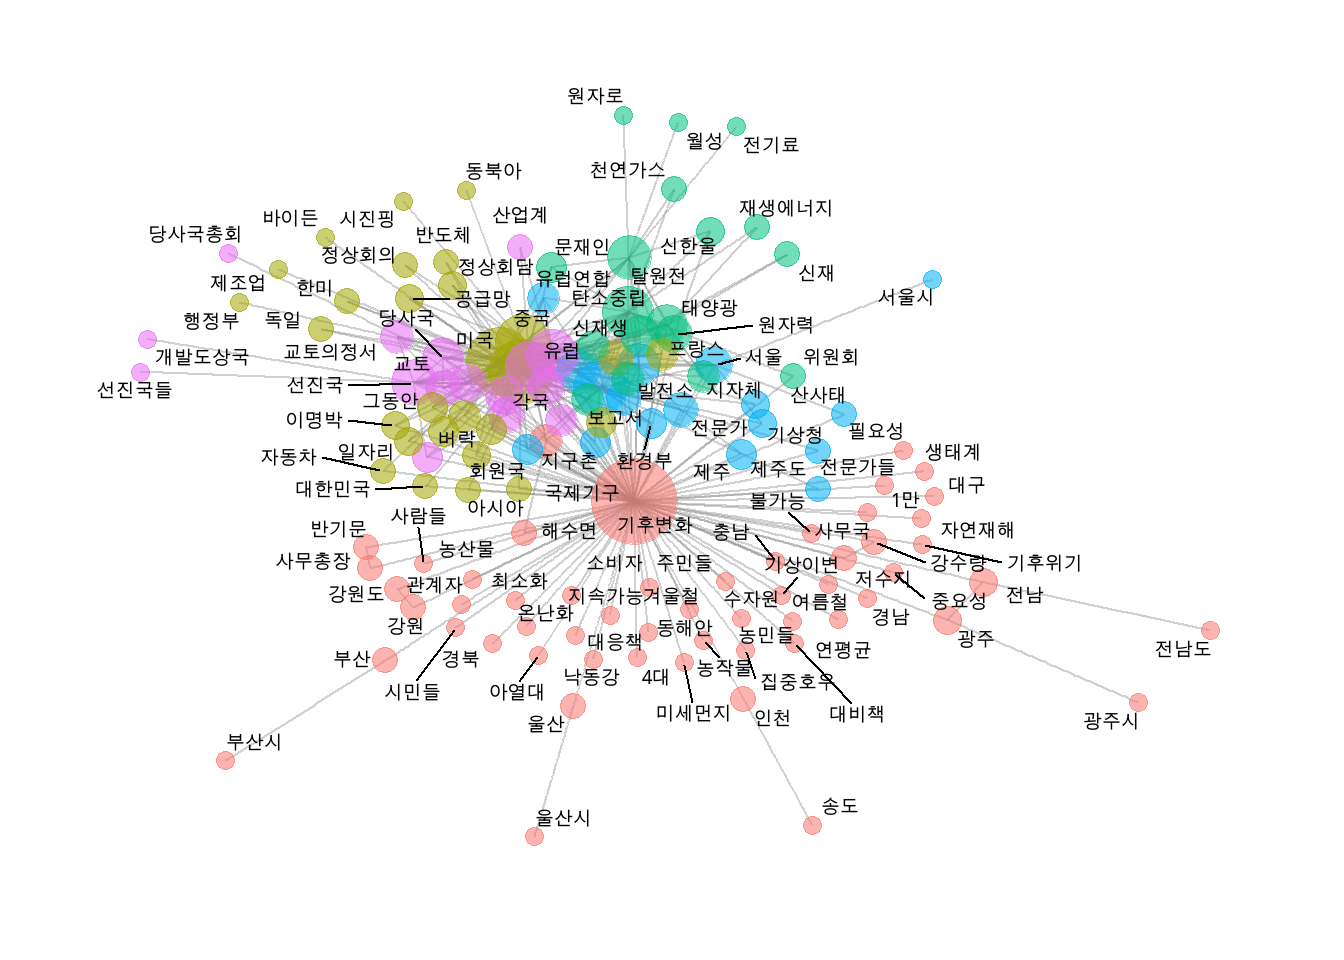 원자로
월성
전기료
천연가스
동북아
재생에너지
바이든
시진핑
산업계
당사국총회
반도체
문재인
신한울
정상회의
정상회담
유럽연합
탈원전
신재
제조업
한미
공급망
탄소중립
태양광
서울시
행정부
독일
당사국
중국
신재생
원자력
미국
교토의정서
유럽
프랑스
서울
위원회
개발도상국
교토
선진국들
선진국
발전소
지자체
산사태
그동안
각국
이명박
보고서
전문가
기상청
필요성
버락
일자리
자동차
지구촌
환경부
생태계
회원국
제주
제주도
전문가들
대한민국
국제기구
대구
불가능
1만
아시아
사람들
반기문
해수면
기후변화
충남
사무국
자연재해
농산물
사무총장
소비자
주민들
기상이변
강수량
기후위기
강원도
관계자
최소화
저수지
지속가능
겨울철
수자원
여름철
중요성
전남
온난화
경남
강원
동해안
농민들
광주
대응책
연평균
전남도
부산
경북
농작물
낙동강
4대
집중호우
시민들
아열대
미세먼지
대비책
울산
인천
광주시
부산시
송도
울산시